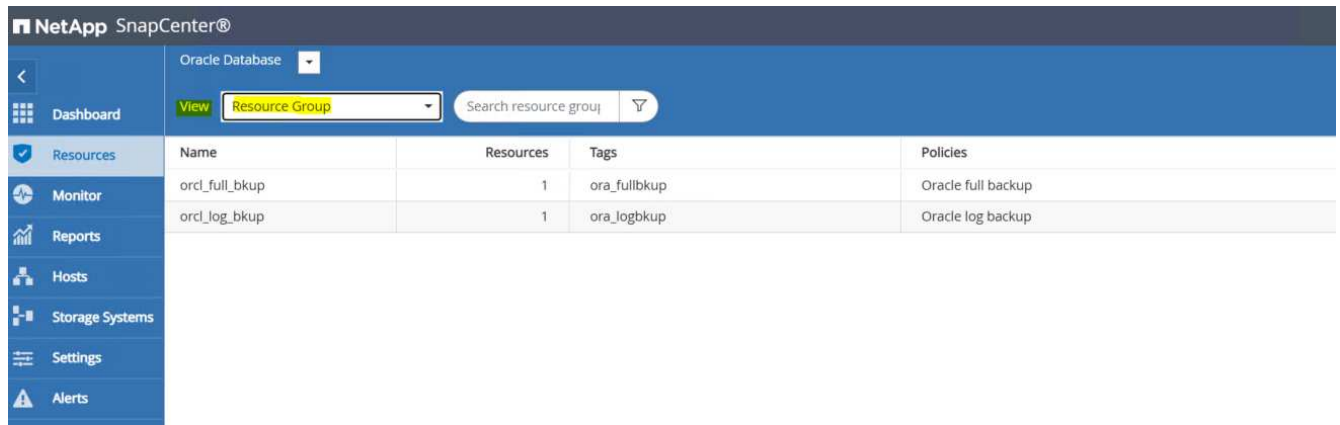 NetApp SnapCenter®
Oracle Database
View Resource Group Search resource grou
Dashboard
Resources
Monitor
Reports
Hosts
Storage Systems
Settings
Alerts
Name Resources Tags Policies
orcl_full_bkup 1 ora_fullbkup Oracle full backup
orcl_log_bkup 1 ora_logbkup Oracle log backup